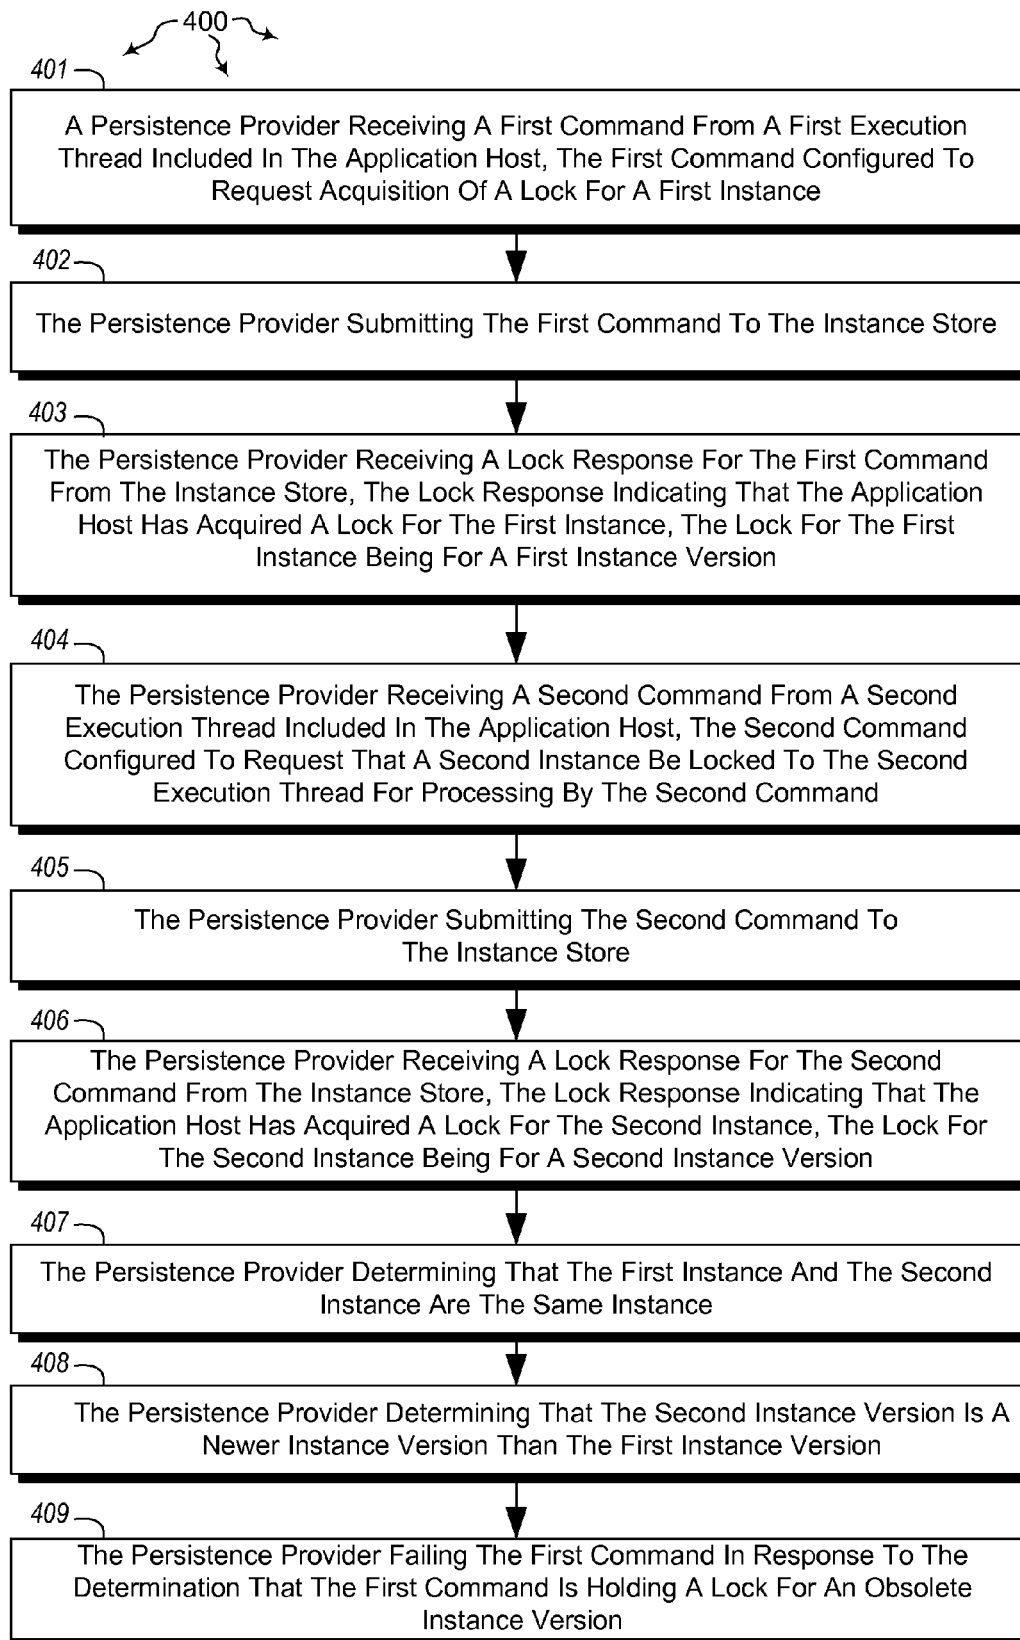 400
401
A Persistence Provider Receiving A First Command From A First Execution
Thread Included In The Application Host, The First Command Configured To
Request Acquisition Of A Lock For A First Instance
402
The Persistence Provider Submitting The First Command To The Instance Store
403
The Persistence Provider Receiving A Lock Response For The First Command
From The Instance Store, The Lock Response Indicating That The Application
Host Has Acquired A Lock For The First Instance, The Lock For The First
Instance Being For A First Instance Version
404
The Persistence Provider Receiving A Second Command From A Second
Execution Thread Included In The Application Host, The Second Command
Configured To Request That A Second Instance Be Locked To The Second
Execution Thread For Processing By The Second Command
405
The Persistence Provider Submitting The Second Command To
The Instance Store
406
The Persistence Provider Receiving A Lock Response For The Second
Command From The Instance Store, The Lock Response Indicating That The
Application Host Has Acquired A Lock For The Second Instance, The Lock For
The Second Instance Being For A Second Instance Version
407
The Persistence Provider Determining That The First Instance And The Second
Instance Are The Same Instance
408
The Persistence Provider Determining That The Second Instance Version Is A
Newer Instance Version Than The First Instance Version
409
The Persistence Provider Failing The First Command In Response To The
Determination That The First Command Is Holding A Lock For An Obsolete
Instance Version